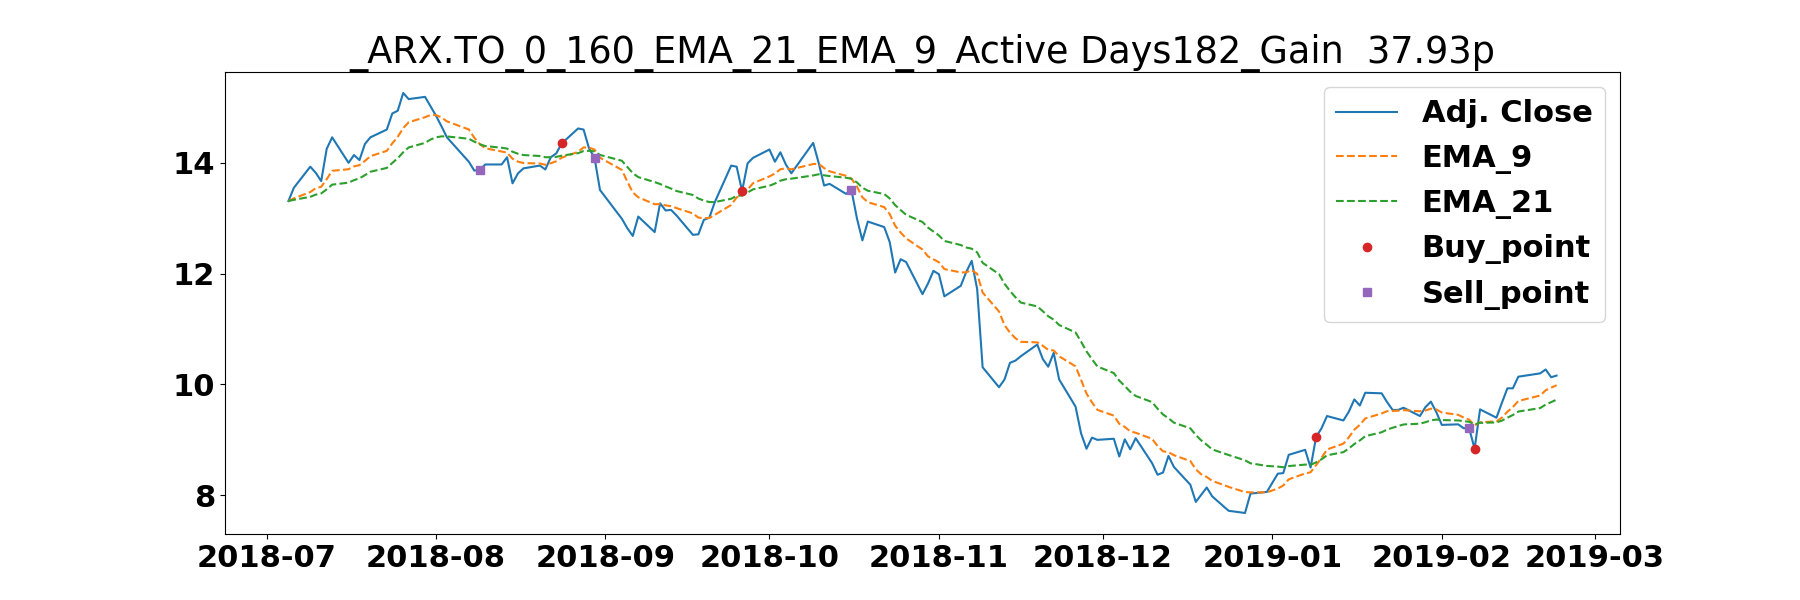 _ARX.TO_0_160_EMA_21_EMA_9_Active Days182_Gain  37.93p
Adj. Close
EMA_9
EMA_21
Buy_point
Sell_point
14
12
10
8
2018-07 2018-08 2018-09 2018-10 2018-11 2018-12 2019-01 2019-02 2019-03